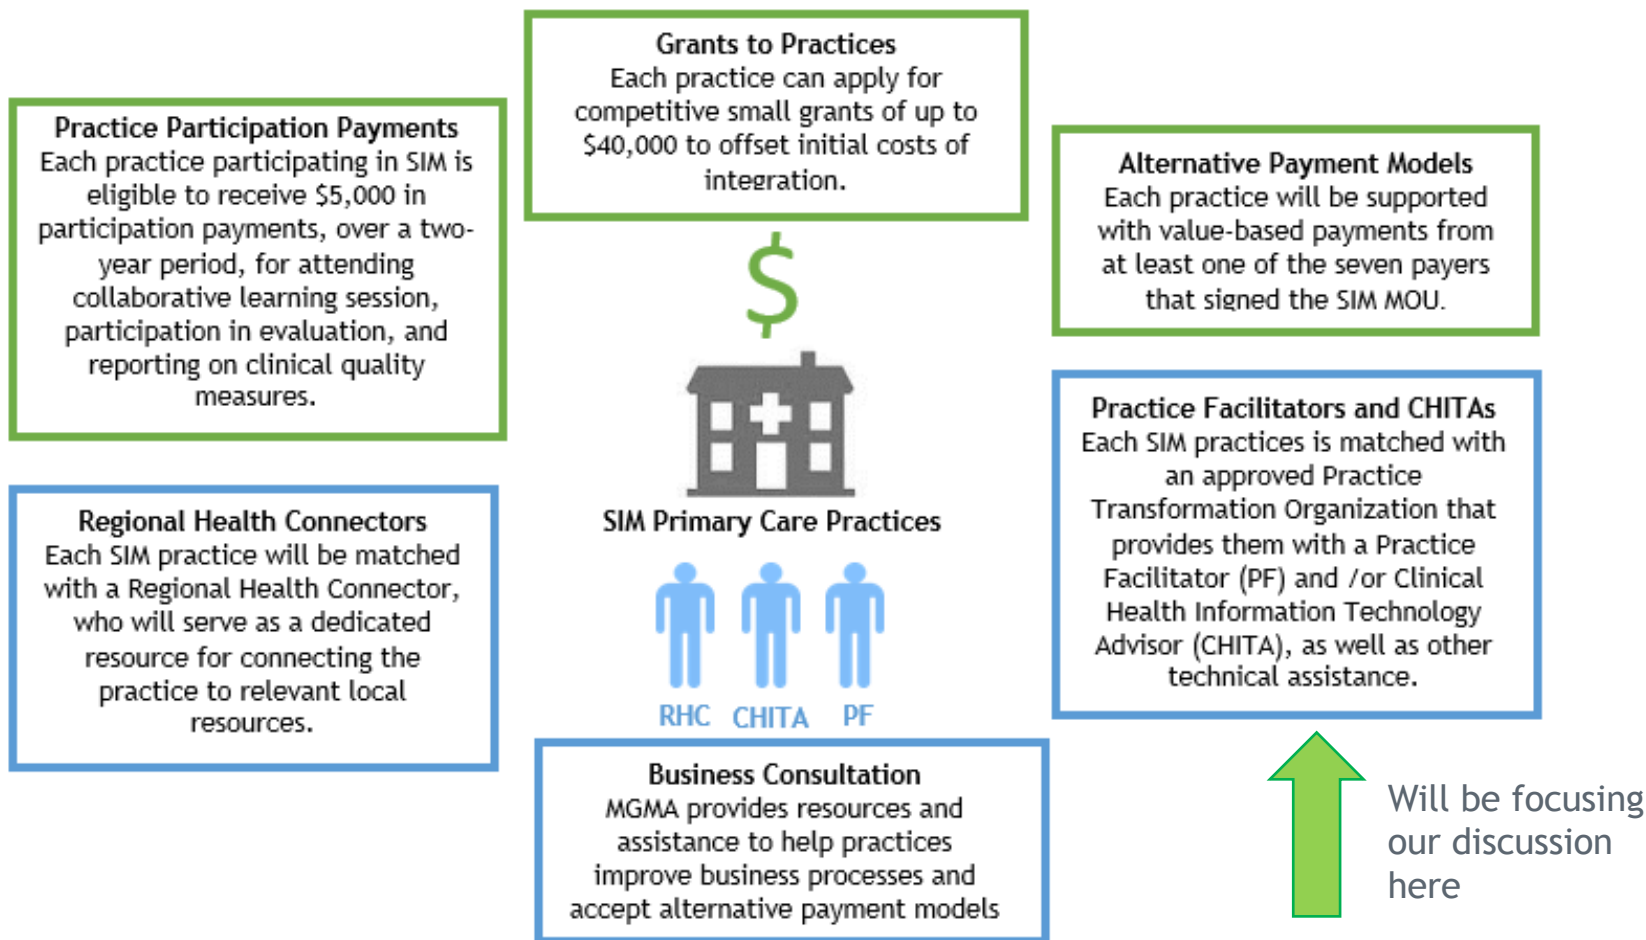 Grants to Practices
Each practice can apply for
competitive small grants of up to
$40,000 to offset initial costs of
integration.
Practice Participation Payments
Each practice participating in SIM is
eligible to receive $5,000 in
participation payments, over a two-
year period, for attending
collaborative learning session,
participation in evaluation, and
reporting on clinical quality
measures.
Alternative Payment Models
Each practice will be supported
with value-based payments from
at least one of the seven payers
that signed the SIM MOU.
$
SIM Primary Care Practices
RHC CHITA PF
Regional Health Connectors
Each SIM practice will be matched
with a Regional Health Connector,
who will serve as a dedicated
resource for connecting the
practice to relevant local
resources.
Practice Facilitators and CHITAs
Each SIM practices is matched with
an approved Practice
Transformation Organization that
provides them with a Practice
Facilitator (PF) and /or Clinical
Health Information Technology
Advisor (CHITA), as well as other
technical assistance.
Business Consultation
MGMA provides resources and
assistance to help practices
improve business processes and
accept alternative payment models
Will be focusing
our discussion
here